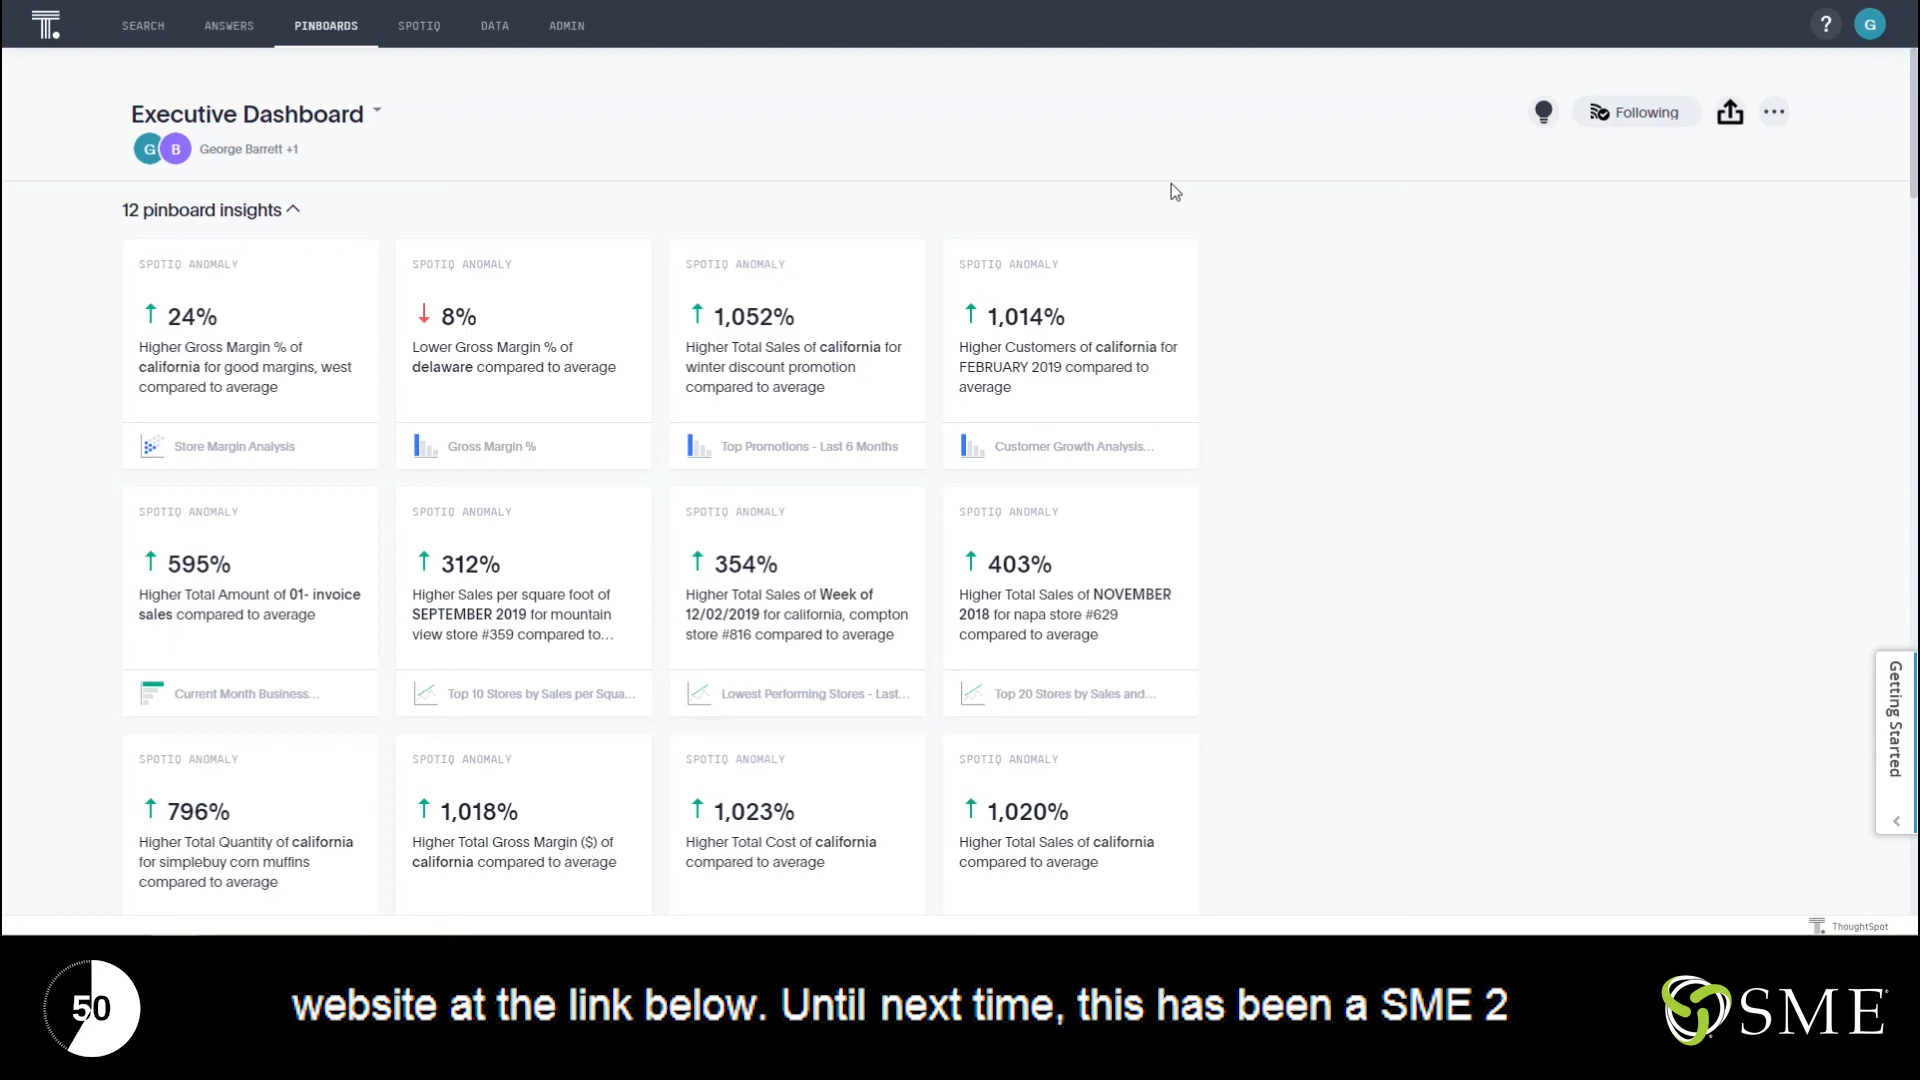 SEARCH ANSWERS PINBOARDS SPOTIQ DATA ADMIN ? G
Executive Dashboard
G B George Barrett +1
Following
12 pinboard insights
SPOTIQ ANOMALY
24%
Higher Gross Margin % of
california for good margins, west
compared to average
Store Margin Analysis
SPOTIQ ANOMALY
8%
Lower Gross Margin % of
delaware compared to average
Gross Margin %
SPOTIQ ANOMALY
1,052%
Higher Total Sales of california for
winter discount promotion
compared to average
Top Promotions - Last 6 Months
SPOTIQ ANOMALY
1,014%
Higher Customers of california for
FEBRUARY 2019 compared to
average
Customer Growth Analysis...
SPOTIQ ANOMALY
595%
Higher Total Amount of 01- invoice
sales compared to average
Current Month Business...
SPOTIQ ANOMALY
312%
Higher Sales per square foot of
SEPTEMBER 2019 for mountain
view store #359 compared to...
Top 10 Stores by Sales per Squa...
SPOTIQ ANOMALY
354%
Higher Total Sales of Week of
12/02/2019 for california, compton
store #816 compared to average
Lowest Performing Stores - Last...
SPOTIQ ANOMALY
403%
Higher Total Sales of NOVEMBER
2018 for napa store #629
compared to average
Top 20 Stores by Sales and...
SPOTIQ ANOMALY
796%
Higher Total Quantity of california
for simplebuy corn muffins
compared to average
SPOTIQ ANOMALY
1,018%
Higher Total Gross Margin ($) of
california compared to average
SPOTIQ ANOMALY
1,023%
Higher Total Cost of california
compared to average
SPOTIQ ANOMALY
1,020%
Higher Total Sales of california
compared to average
Getting Started
ThoughtSpot
50
website at the link below. Until next time, this has been a SME 2
SME